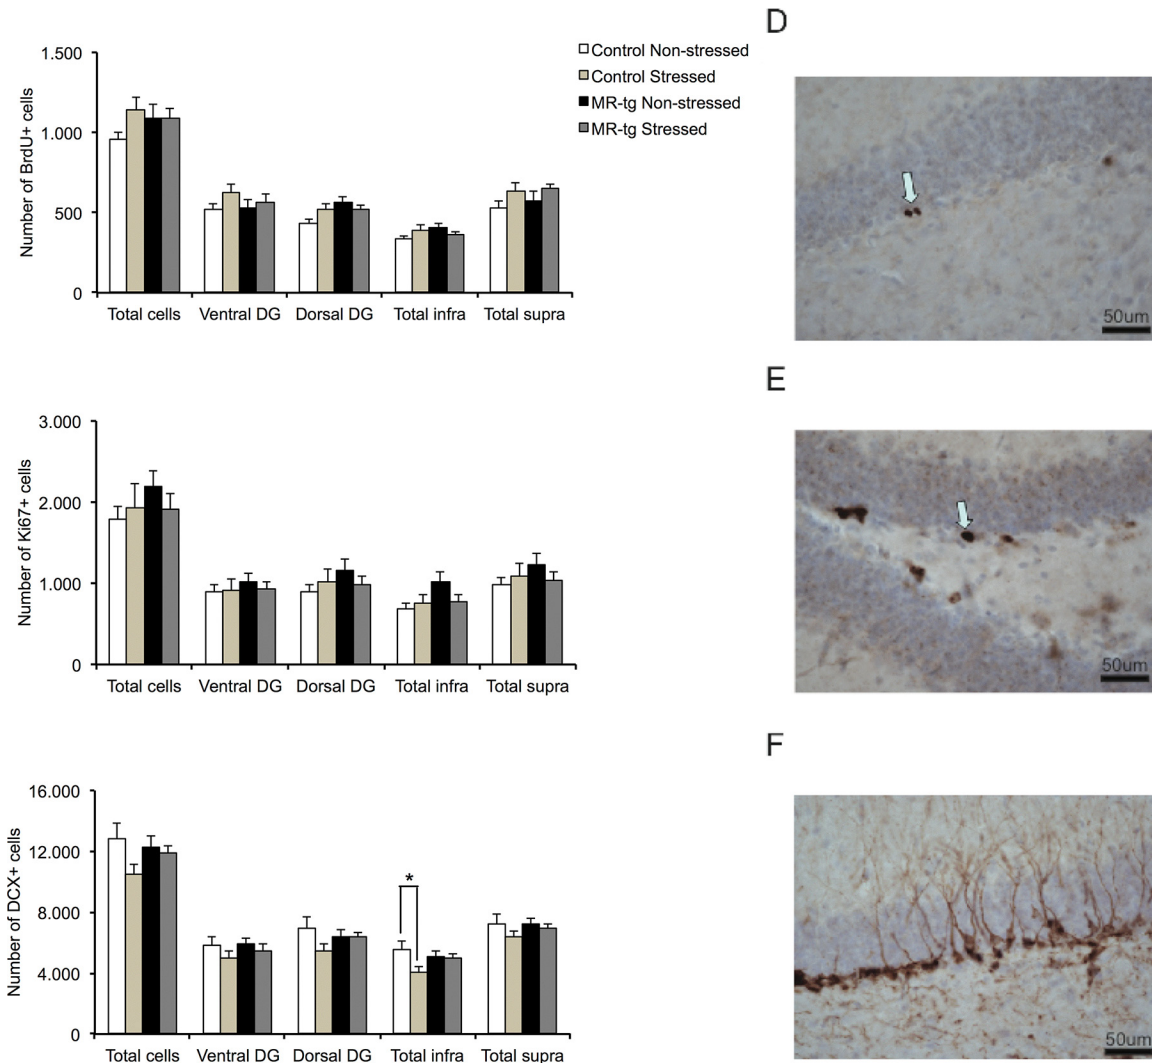 D
1.500
1.000
500
0
Number of BrdU+ cells
Total cells Ventral DG Dorsal DG Total infra Total supra
Control Non-stressed
Control Stressed
MR-tg Non-stressed
MR-tg Stressed
50um
E
3.000
2.000
1.000
0
Number of Ki67+ cells
Total cells Ventral DG Dorsal DG Total infra Total supra
50um
F
16.000
12.000
8.000
4.000
0
Number of DCX+ cells
*
Total cells Ventral DG Dorsal DG Total infra Total supra
50um